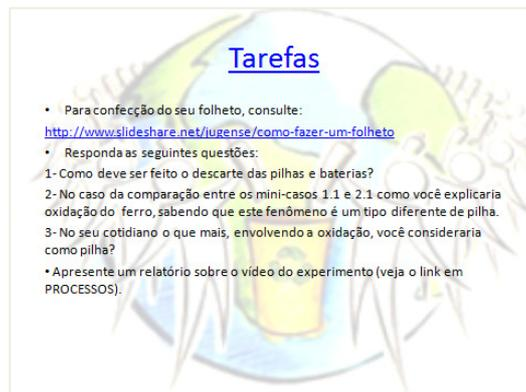 Tarefas
• Para confecção do seu folheto, consulte:
http://www.slideshare.net/jugense/como-fazer-um-folheto
• Responda as seguintes questões:
1- Como deve ser feito o descarte das pilhas e baterias?
2- No caso da comparação entre os mini-casos 1.1 e 2.1 como você explicaria
oxidação do ferro, sabendo que este fenômeno é um tipo diferente de pilha.
3- No seu cotidiano o que mais, envolvendo a oxidação, você consideraria
como pilha?
• Apresente um relatório sobre o vídeo do experimento (veja o link em
PROCESSOS).